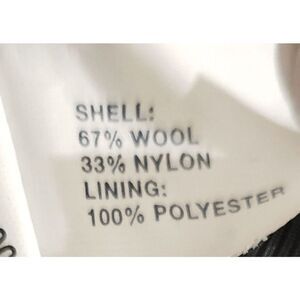 SHELL:
67% WOOL
33% NYLON
LINING:
100% POLYESTER